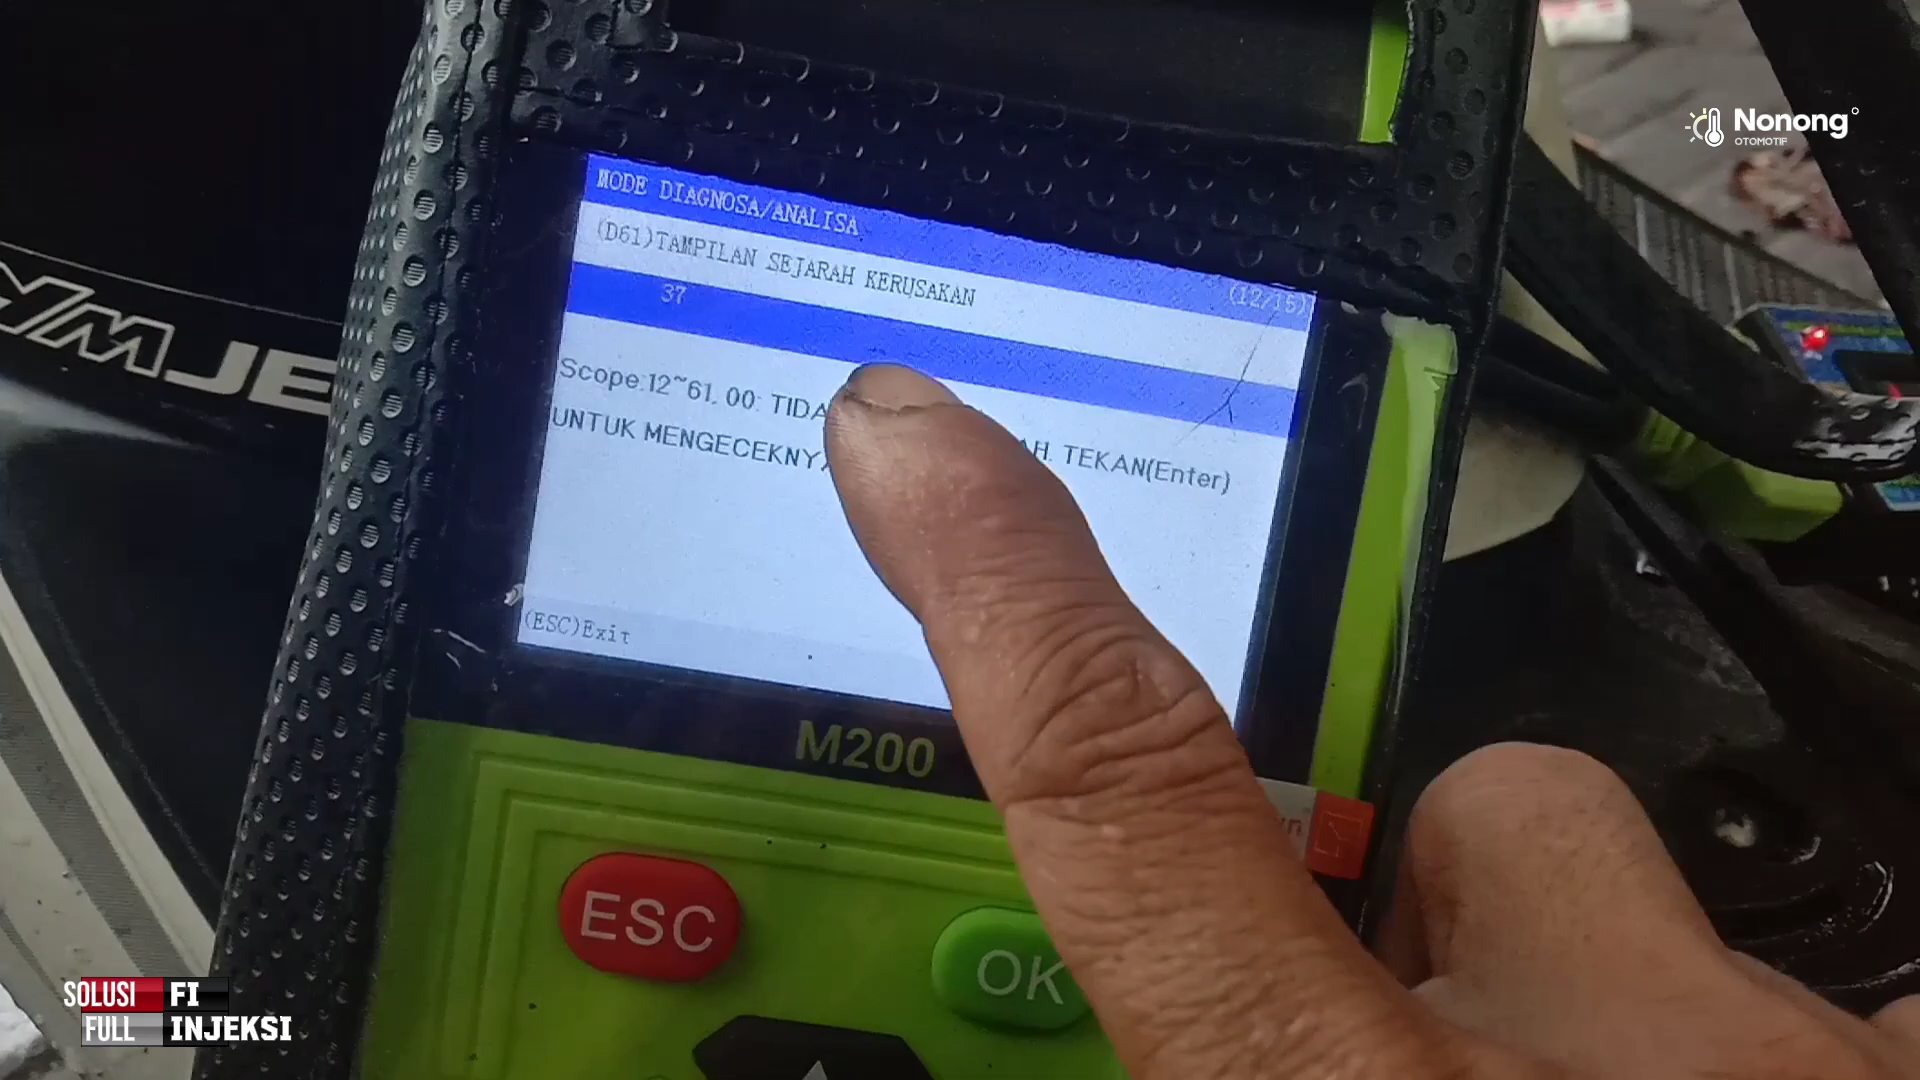 Nonong
OTOMOTIF
MODE DIAGNOSA/ANALISA
(12/15)
(D61)TAMPILAN SEJARAH KERUSAKAN
37
Scope:12~61, 00: TIDA
UNTUK MENGECEKNY AH. TEKAN(Enter)
(ESC)Exit
M200
ESC
OK
SOLUSI FI
FULL INJEKSI